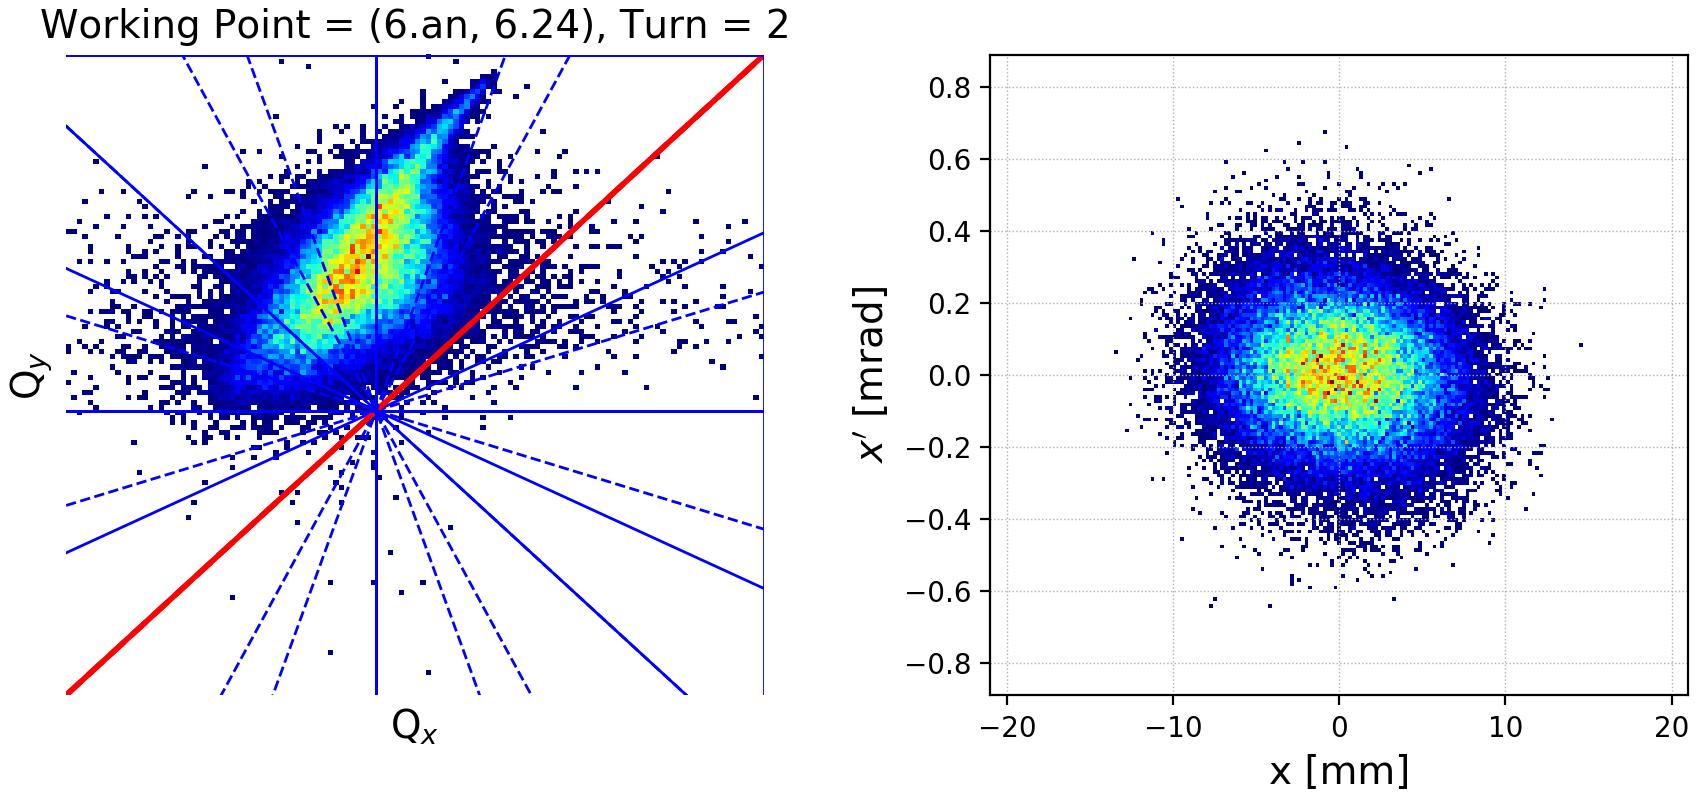 Working Point = (6.an, 6.24), Turn = 2
Q_y
Q_x
x′ [mrad]
0.8
0.6
0.4
0.2
0.0
−0.2
−0.4
−0.6
−0.8
−20 −10 0 10 20
x [mm]